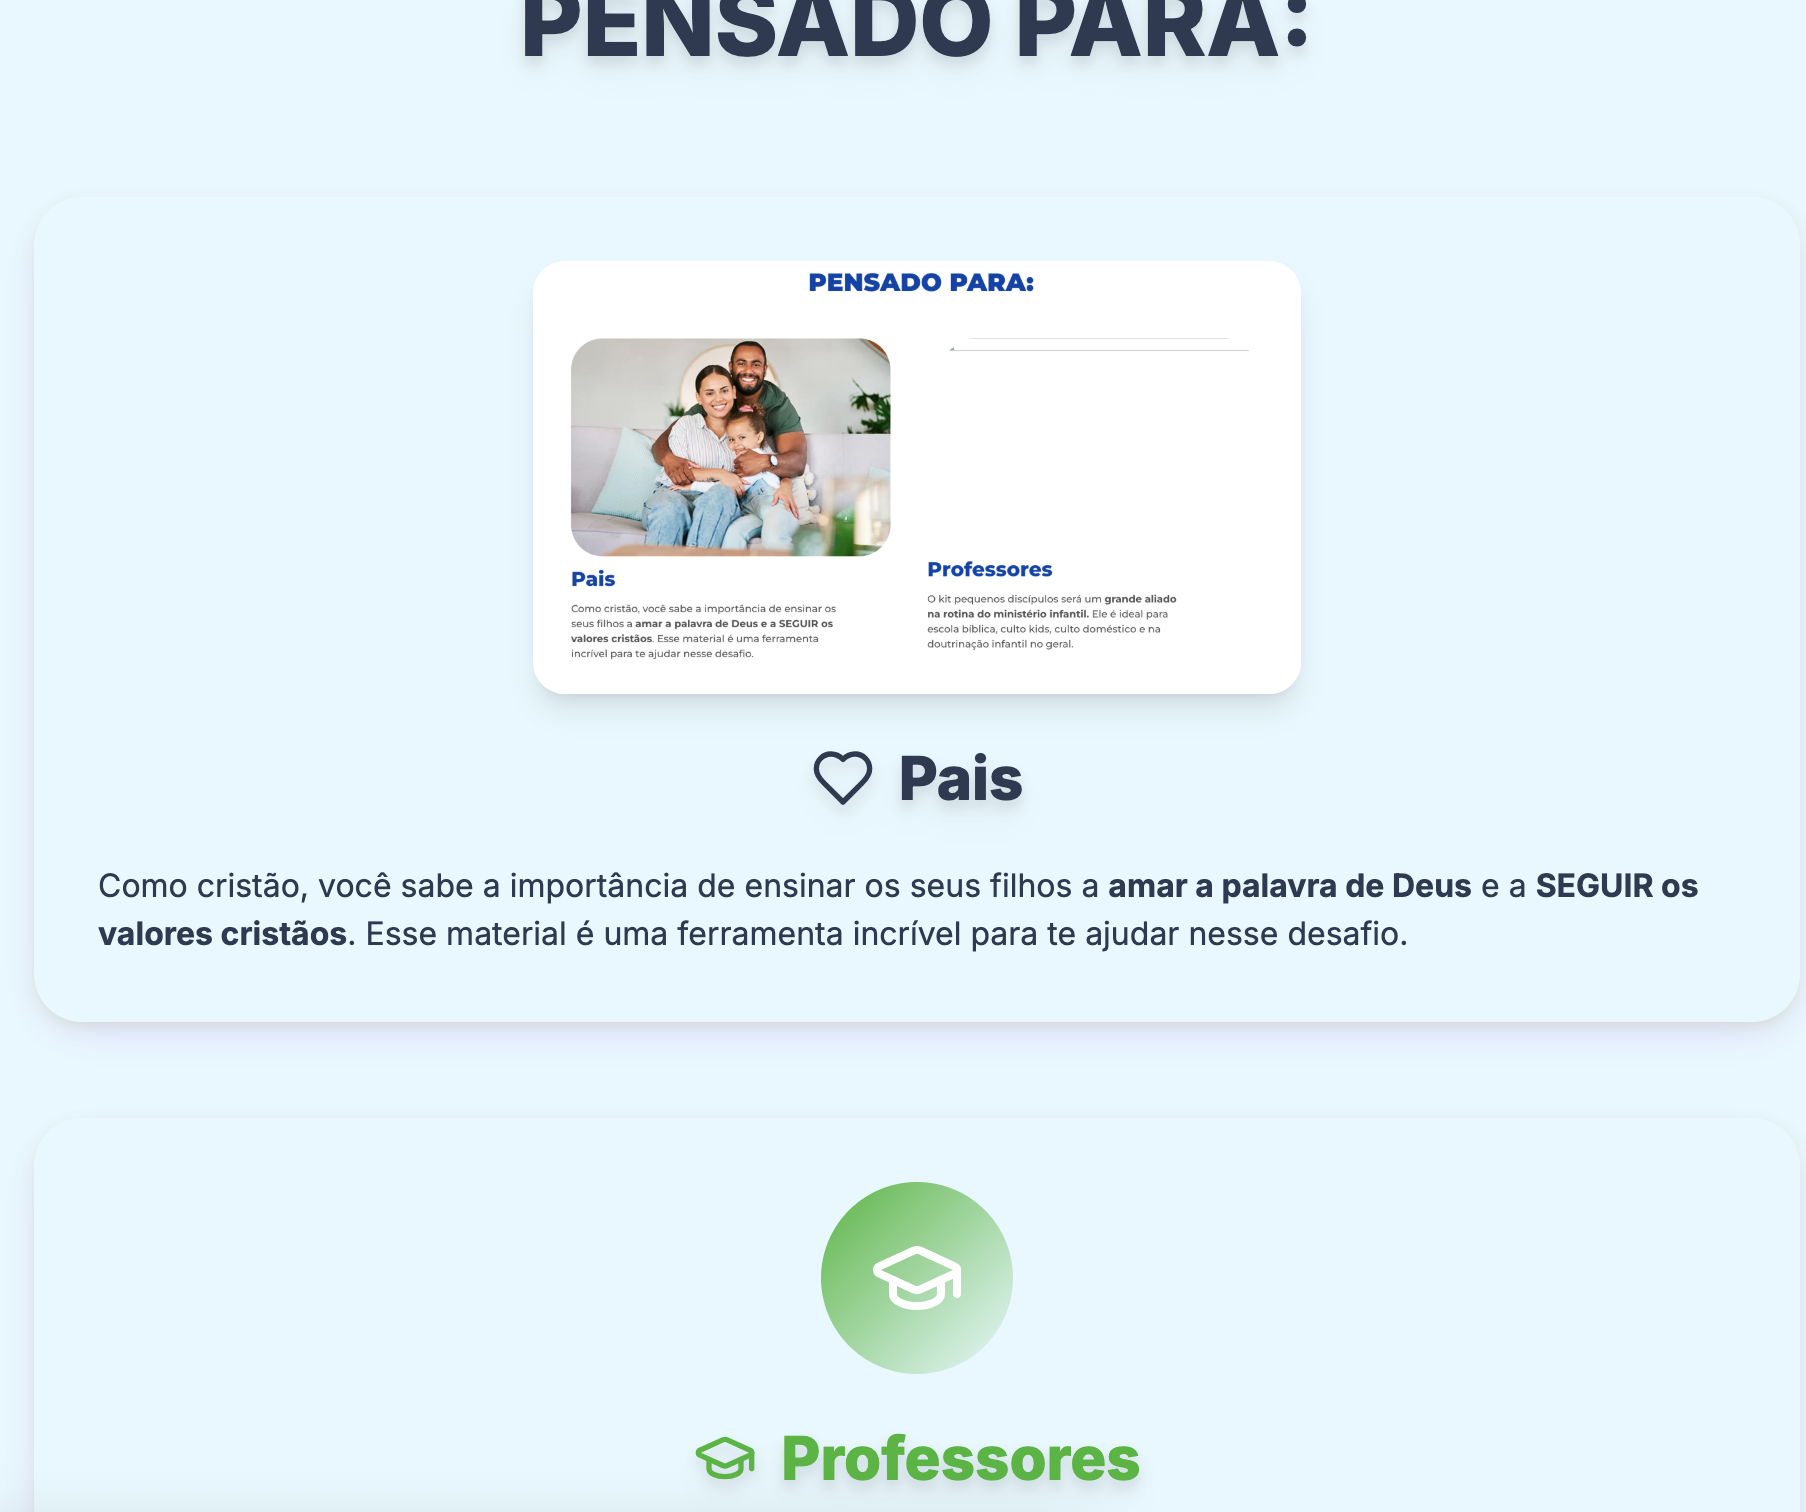 PENSADO PARA:
PENSADO PARA:
Pais
Como cristão, você sabe a importância de ensinar os
seus filhos a amar a palavra de Deus e a SEGUIR os
valores cristãos. Esse material é uma ferramenta
incrível para te ajudar nesse desafio.
Professores
O kit pequenos discípulos será um grande aliado
na rotina do ministério infantil. Ele é ideal para
escola bíblica, culto kids, culto doméstico e na
doutrinação infantil no geral.
Pais
Como cristão, você sabe a importância de ensinar os seus filhos a amar a palavra de Deus e a SEGUIR os
valores cristãos. Esse material é uma ferramenta incrível para te ajudar nesse desafio.
Professores